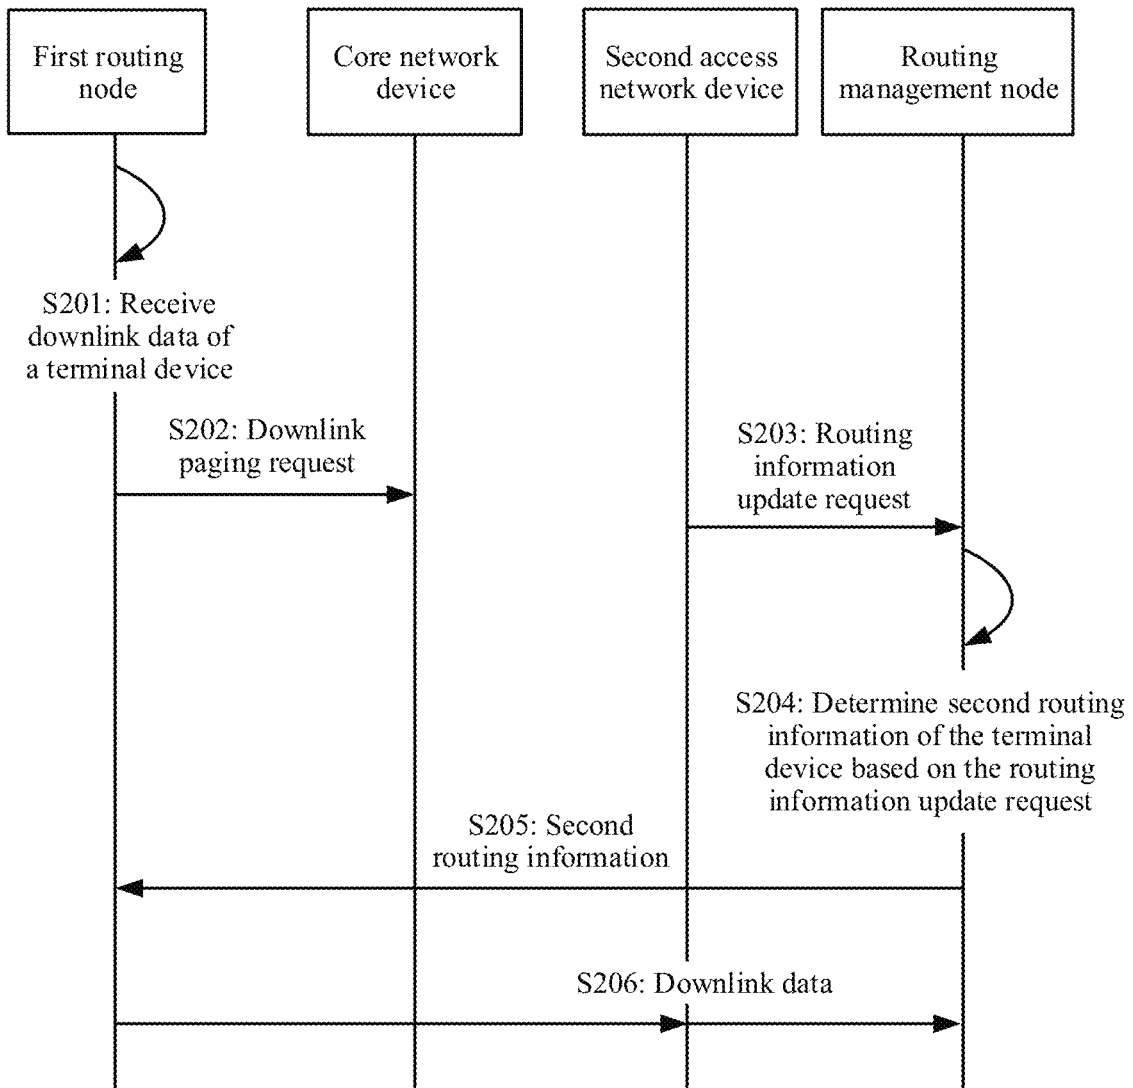 First routing
node
Core network
device
Second access
network device
Routing
management node
S201: Receive
downlink data of
a terminal device
S202: Downlink
paging request
S203: Routing
information
update request
S204: Determine second routing
information of the terminal
device based on the routing
information update request
S205: Second
routing information
S206: Downlink data